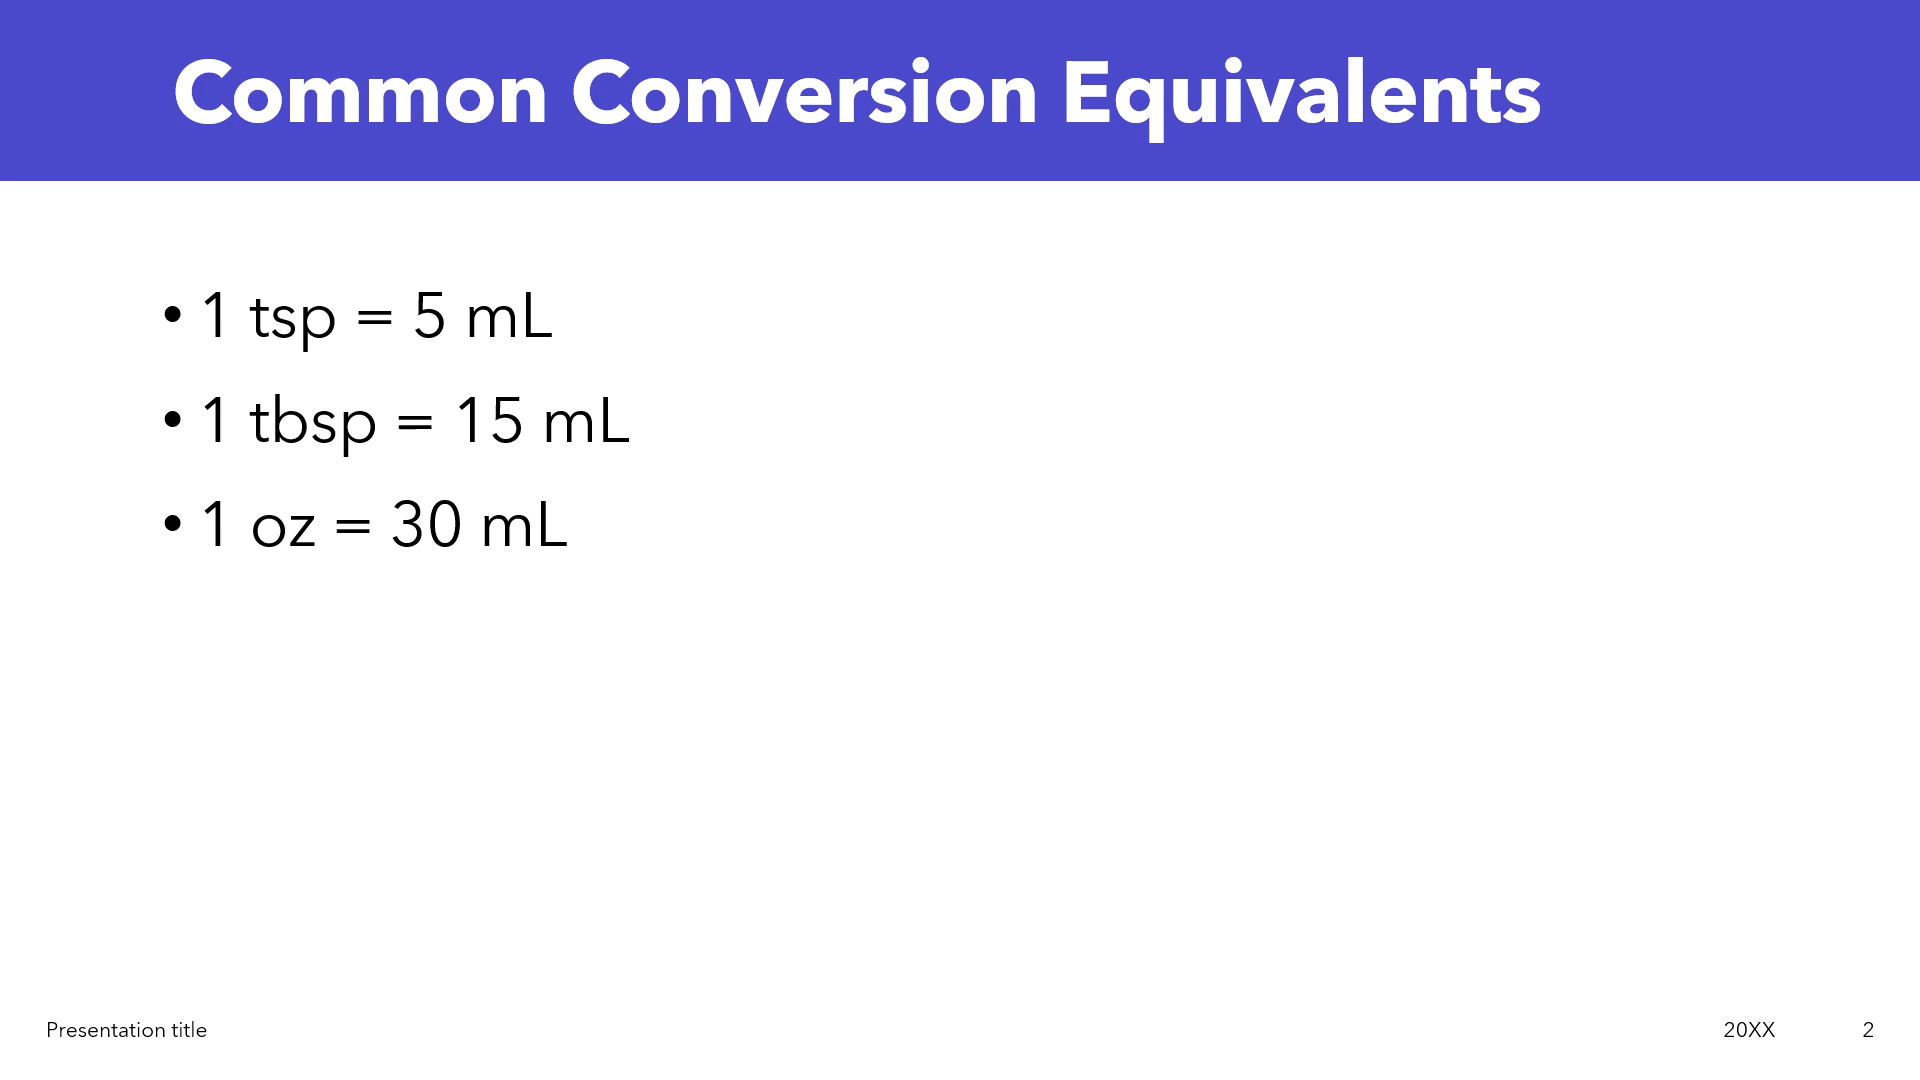 Common Conversion Equivalents
• 1 tsp = 5 mL
• 1 tbsp = 15 mL
• 1 oz = 30 mL
Presentation title 20XX 2